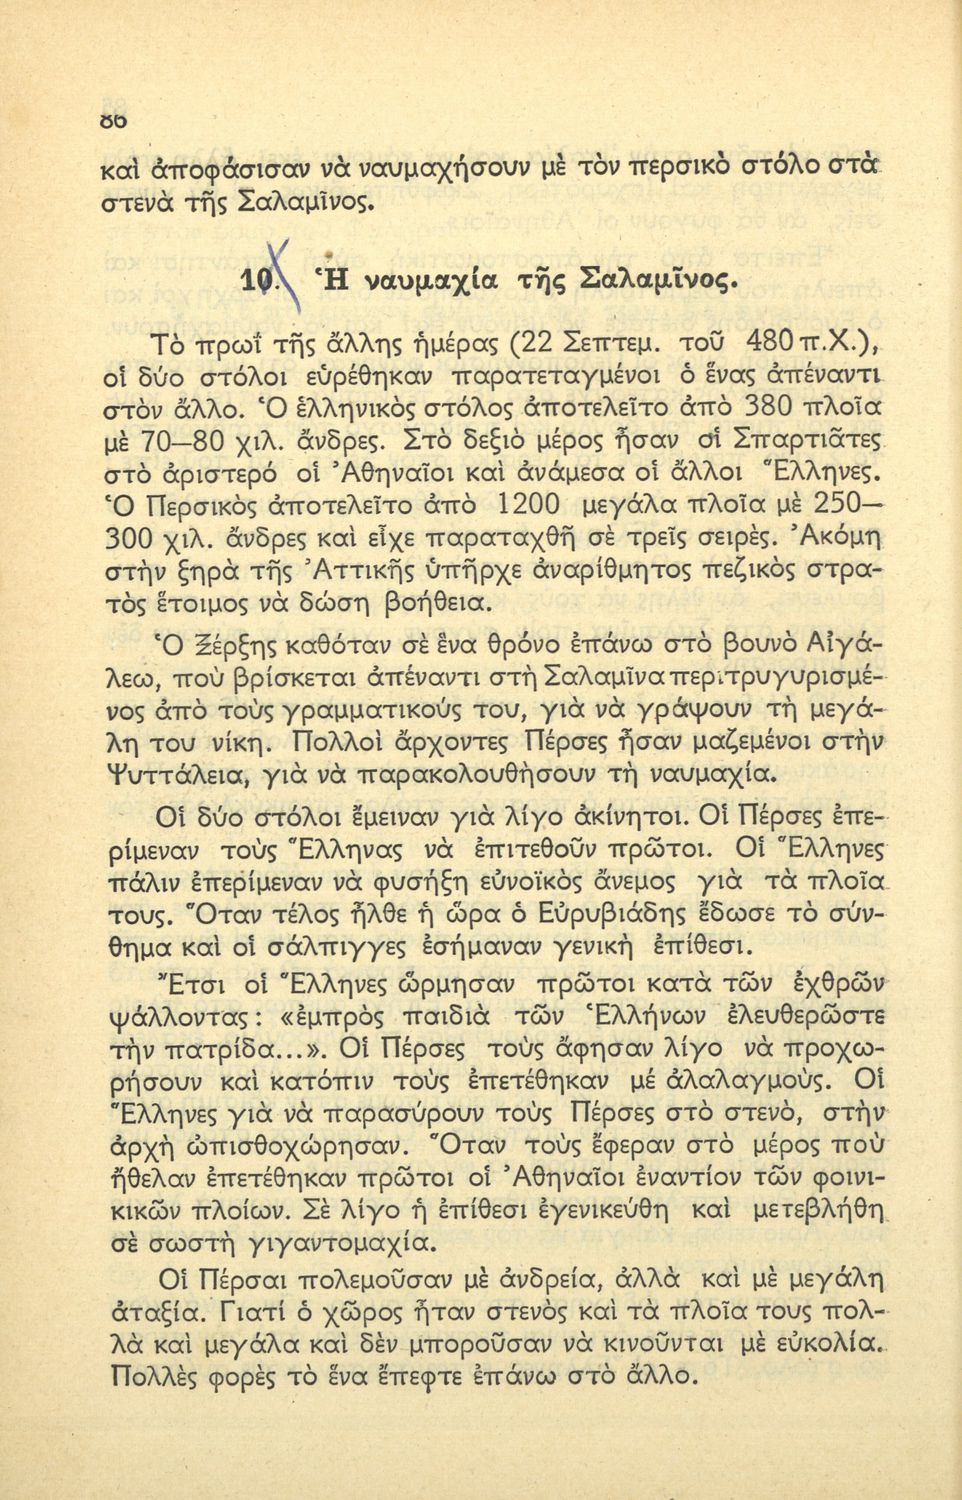 86
καὶ ἀποφάσισαν νὰ ναυμαχήσουν μὲ τὸν περσικὸ στόλο στὰ
στενὰ τῆς Σαλαμῖνος.
10. Ἡ ναυμαχία τῆς Σαλαμῖνος.
Τὸ πρωΐ τῆς ἄλλης ἡμέρας (22 Σεπτεμ. τοῦ 480 π.Χ.),
οἱ δύο στόλοι εὑρέθηκαν παρατεταγμένοι ὁ ἕνας ἀπέναντι
στὸν ἄλλο. Ὁ ἑλληνικὸς στόλος ἀποτελεῖτο ἀπὸ 380 πλοῖα
μὲ 70—80 χιλ. ἄνδρες. Στὸ δεξιὸ μέρος ἦσαν οἱ Σπαρτιᾶτες
στὸ ἀριστερό οἱ Ἀθηναῖοι καὶ ἀνάμεσα οἱ ἄλλοι Ἕλληνες.
Ὁ Περσικὸς ἀποτελεῖτο ἀπὸ 1200 μεγάλα πλοῖα μὲ 250—
300 χιλ. ἄνδρες καὶ εἶχε παραταχθῆ σὲ τρεῖς σειρὲς. Ἀκόμη
στὴν ξηρὰ τῆς Ἀττικῆς ὑπῆρχε ἀναρίθμητος πεζικὸς στρα-
τὸς ἕτοιμος νὰ δώση βοήθεια.
Ὁ Ξέρξης καθόταν σὲ ἕνα θρόνο ἐπάνω στὸ βουνὸ Αἰγά-
λεω, ποὺ βρίσκεται ἀπέναντι στὴ Σαλαμῖνα περιτρυγυρισμέ-
νος ἀπὸ τοὺς γραμματικούς του, γιὰ νὰ γράψουν τὴ μεγά-
λη του νίκη. Πολλοὶ ἄρχοντες Πέρσες ἦσαν μαζεμένοι στὴν
Ψυττάλεια, γιὰ νὰ παρακολουθὴσουν τὴ ναυμαχία.
Οἱ δύο στόλοι ἔμειναν γιὰ λίγο ἀκίνητοι. Οἱ Πέρσες ἐπε-
ρίμεναν τοὺς Ἕλληνας νὰ ἐπιτεθοῦν πρῶτοι. Οἱ Ἕλληνες
πάλιν ἐπερίμεναν νὰ φυσήξη εὐνοϊκὸς ἄνεμος γιὰ τὰ πλοῖα
τους. Ὅταν τέλος ἦλθε ἡ ὥρα ὁ Εὐρυβιάδης ἔδωσε τὸ σύν-
θημα καὶ οἱ σάλπιγγες ἐσήμαναν γενικὴ ἐπίθεσι.
Ἔτσι οἱ Ἕλληνες ὥρμησαν πρῶτοι κατὰ τῶν ἐχθρῶν
ψάλλοντας : «ἐμπρὸς παιδιὰ τῶν Ἑλλήνων ἐλευθερῶστε
τὴν πατρίδα...». Οἱ Πέρσες τοὺς ἄφησαν λίγο νὰ προχω-
ρήσουν καὶ κατόπιν τοὺς ἐπετέθηκαν μέ ἀλαλαγμοὺς. Οἱ
Ἕλληνες γιὰ νὰ παρασύρουν τοὺς Πέρσες στὸ στενὸ, στὴν
ἀρχὴ ὠπισθοχώρησαν. Ὅταν τοὺς ἔφεραν στὸ μέρος ποὺ
ἤθελαν ἐπετέθηκαν πρῶτοι οἱ Ἀθηναῖοι ἐναντίον τῶν φοινι-
κικῶν πλοίων. Σὲ λίγο ἡ ἐπίθεσι ἐγενικεύθη καὶ μετεβλήθη
σὲ σωστὴ γιγαντομαχία.
Οἱ Πέρσαι πολεμοῦσαν μὲ ἀνδρεία, ἀλλὰ καὶ μὲ μεγάλη
ἀταξία. Γιατί ὁ χῶρος ἦταν στενὸς καὶ τὰ πλοῖα τους πολ-
λὰ καὶ μεγάλα καὶ δὲν μποροῦσαν νὰ κινοῦνται μὲ εὐκολία.
Πολλὲς φορὲς τὸ ἕνα ἔπεφτε ἐπάνω στὸ ἄλλο.